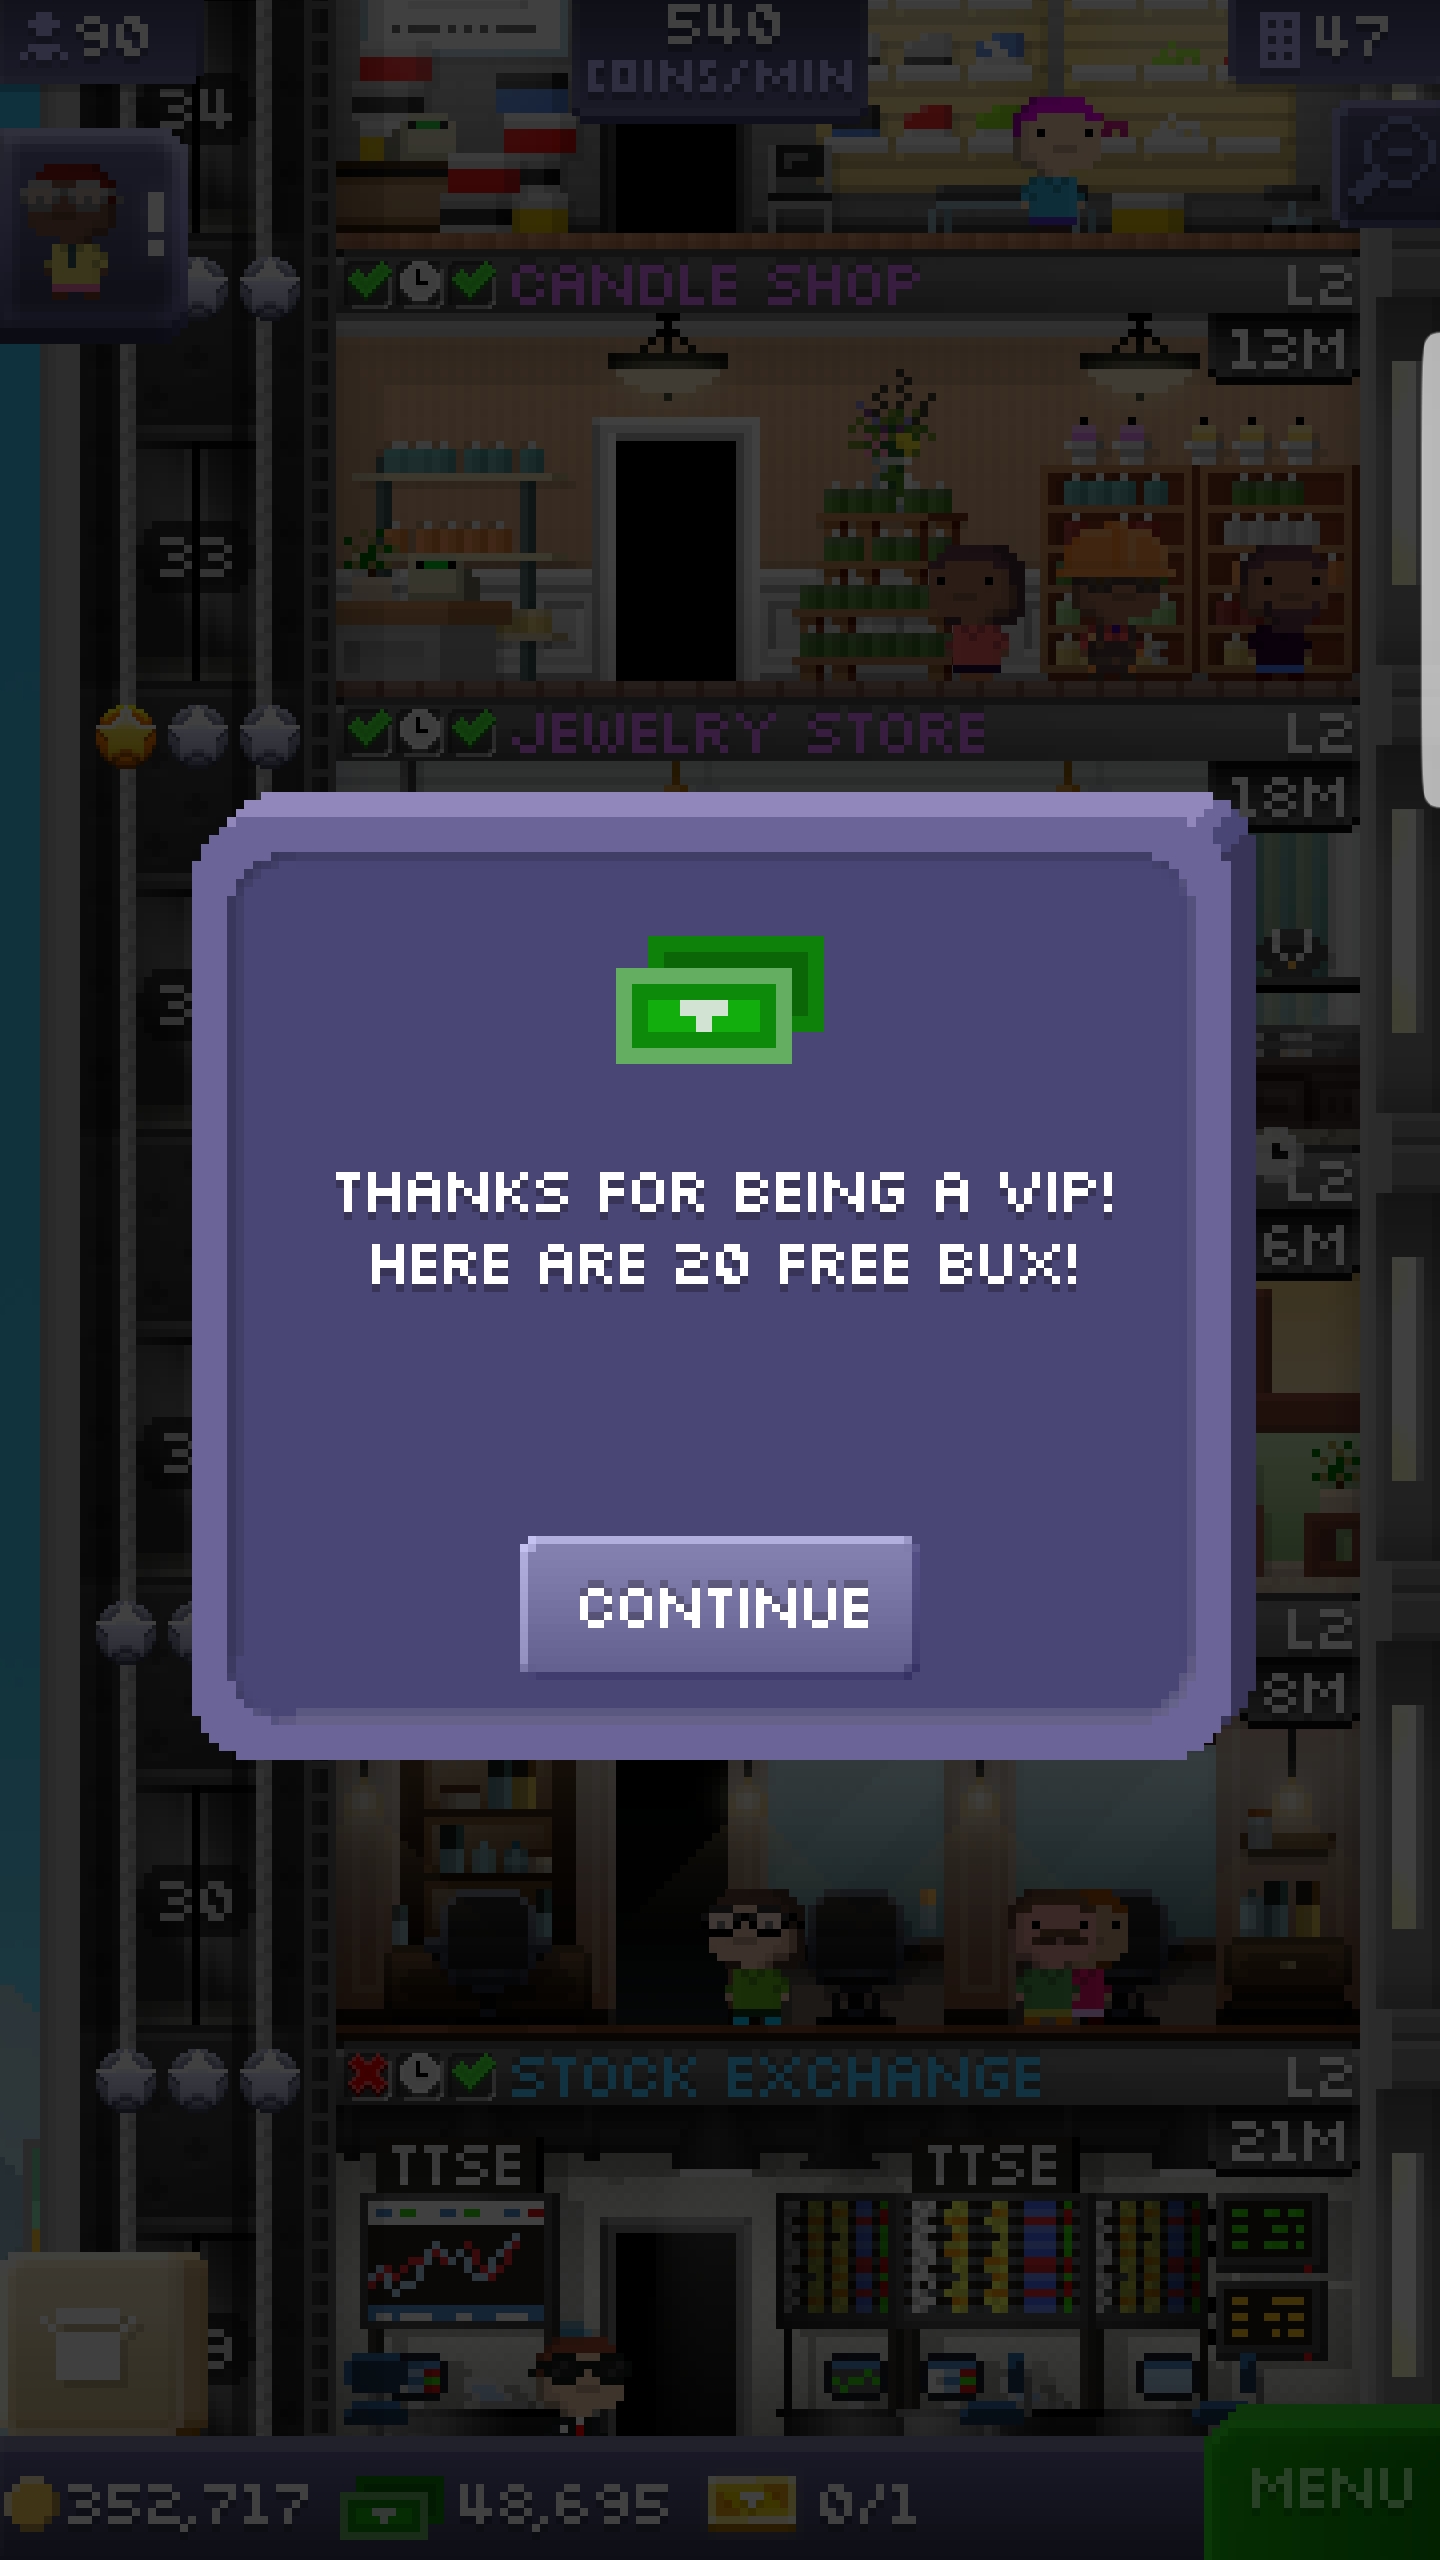 90
540
COINS/MIN
47
34
!
CANDLE SHOP
L2
13M
33
JEWELRY STORE
L2
18M
THANKS FOR BEING A VIP!
HERE ARE 20 FREE BUX!
L2
6M
CONTINUE
L2
8M
30
STOCK EXCHANGE
L2
21M
TTSE
TTSE
352,717
48,695
0/1
MENU